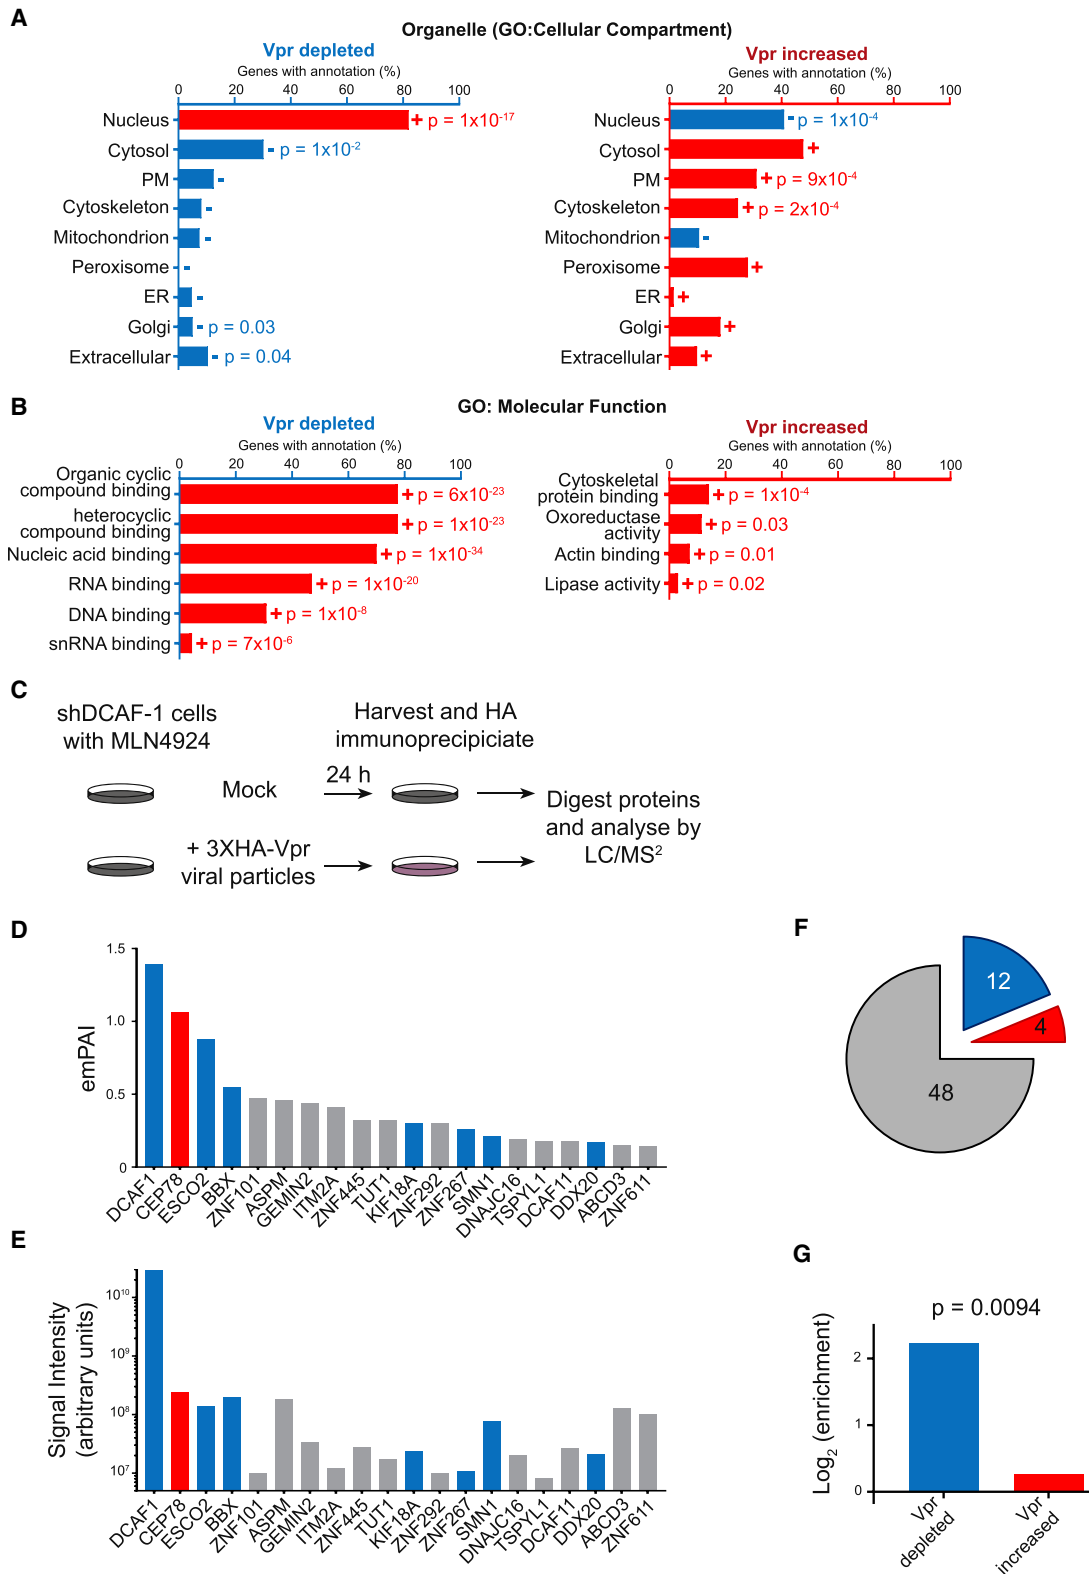 A
Organelle (GO:Cellular Compartment)
Vpr depleted
Genes with annotation (%)
0 20 40 60 80 100
Nucleus + p = 1x10-17
Cytosol - p = 1x10-2
PM -
Cytoskeleton -
Mitochondrion -
Peroxisome -
ER -
Golgi - p = 0.03
Extracellular - p = 0.04
Vpr increased
Genes with annotation (%)
0 20 40 60 80 100
Nucleus - p = 1x10-4
Cytosol +
PM + p = 9x10-4
Cytoskeleton + p = 2x10-4
Mitochondrion -
Peroxisome +
ER +
Golgi +
Extracellular +
B
GO: Molecular Function
Vpr depleted
Genes with annotation (%)
0 20 40 60 80 100
Organic cyclic
compound binding + p = 6x10-23
heterocyclic
compound binding + p = 1x10-23
Nucleic acid binding + p = 1x10-34
RNA binding + p = 1x10-20
DNA binding + p = 1x10-8
snRNA binding + p = 7x10-6
Vpr increased
Genes with annotation (%)
0 20 40 60 80 100
Cytoskeletal
protein binding + p = 1x10-4
Oxoreductase
activity + p = 0.03
Actin binding + p = 0.01
Lipase activity + p = 0.02
C
shDCAF-1 cells
with MLN4924
Harvest and HA
immunoprecipiciate
Mock
24 h
+ 3XHA-Vpr
viral particles
Digest proteins
and analyse by
LC/MS2
D
emPAI
1.5
1.0
0.5
0
DCAF1 CEP78 ESCO2 BBX ZNF101 ASPM GEMIN2 ITM2A ZNF445 TUT1 KIF18A ZNF292 ZNF267 SMN1 DNAJC16 TSPYL1 DCAF11 DDX20 ABCD3 ZNF611
E
Signal Intensity
(arbitrary units)
1010
109
108
107
DCAF1 CEP78 ESCO2 BBX ZNF101 ASPM GEMIN2 ITM2A ZNF445 TUT1 KIF18A ZNF292 ZNF267 SMN1 DNAJC16 TSPYL1 DCAF11 DDX20 ABCD3 ZNF611
F
12
4
48
G
p = 0.0094
Log2 (enrichment)
2
1
0
Vpr
depleted
Vpr
increased